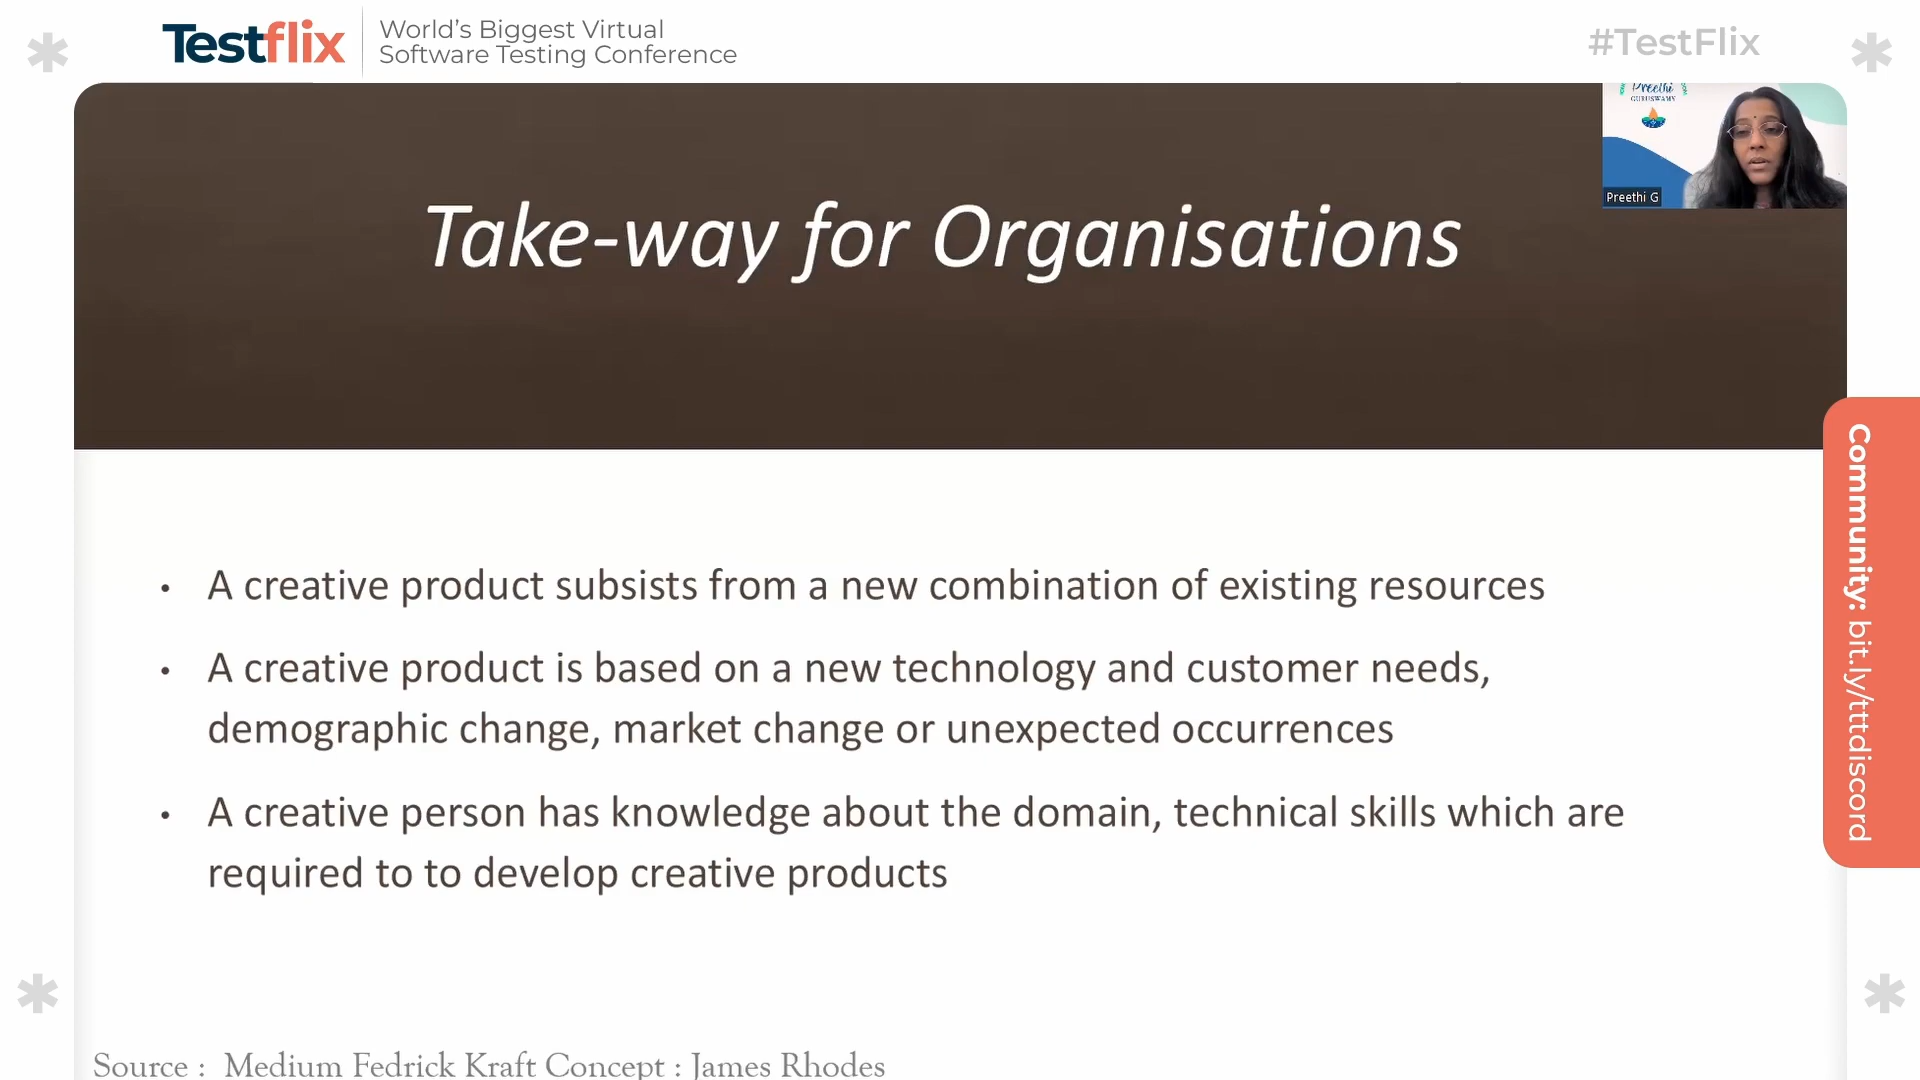 Testflix
World's Biggest Virtual
Software Testing Conference
#TestFlix
Preethi
GURUSWAMY
Preethi G
Take-way for Organisations
• A creative product subsists from a new combination of existing resources
• A creative product is based on a new technology and customer needs,
demographic change, market change or unexpected occurrences
• A creative person has knowledge about the domain, technical skills which are
required to to develop creative products
Community: bit.ly/tttdiscord
Source : Medium Fedrick Kraft Concept : James Rhodes